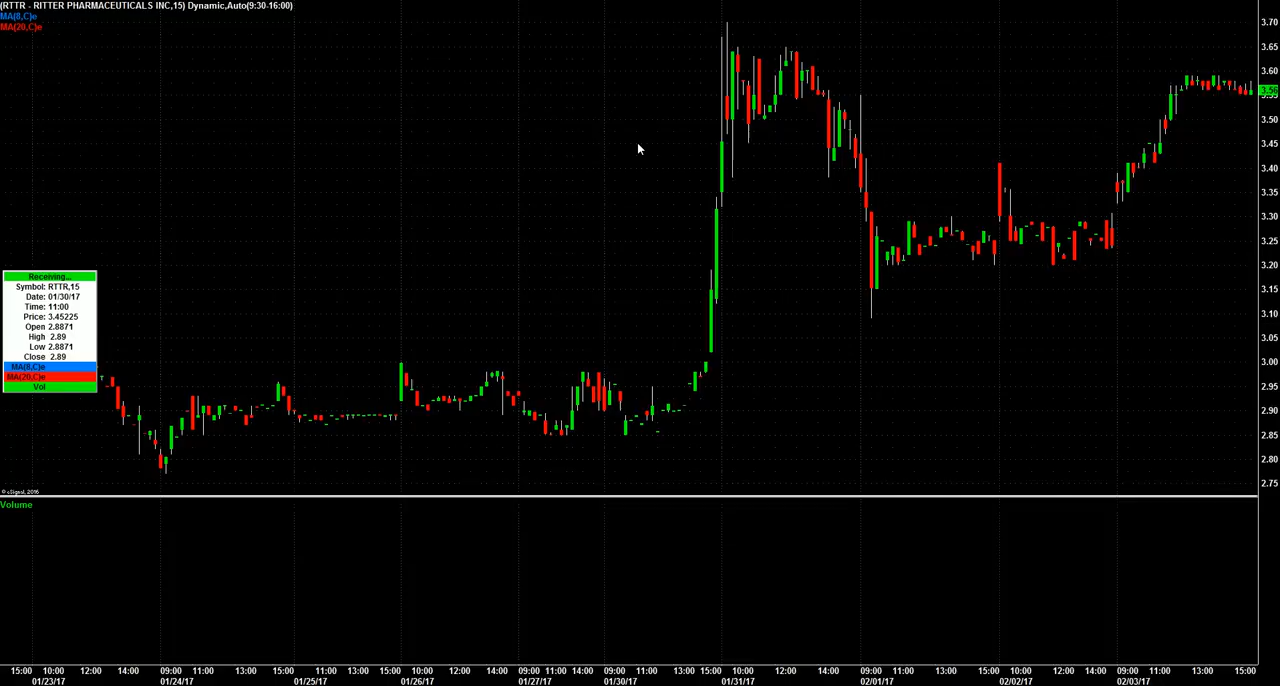 (RTTR - RITTER PHARMACEUTICALS INC,15) Dynamic,Auto(9:30-16:00)
MA(8,C)e
MA(20,C)e
3.70
3.65
3.60
3.55
3.50
3.45
3.40
3.35
3.30
3.25
3.20
3.15
3.10
3.05
3.00
2.95
2.90
2.85
2.80
2.75
Receiving...
Symbol: RTTR,15
Date: 01/30/17
Time: 11:00
Price: 3.45225
Open 2.8871
High 2.89
Low 2.8871
Close 2.89
MA(8,C)e
MA(20,C)e
Vol
© eSignal, 2016
Volume
15:00 10:00 12:00 14:00 09:00 11:00 13:00 15:00 11:00 13:00 15:00 10:00 12:00 14:00 09:00 11:00 14:00 09:00 11:00 13:00 15:00 10:00 12:00 14:00 09:00 11:00 13:00 15:00 10:00 12:00 14:00 09:00 11:00 13:00 15:00
01/23/17 01/24/17 01/25/17 01/26/17 01/27/17 01/30/17 01/31/17 02/01/17 02/02/17 02/03/17